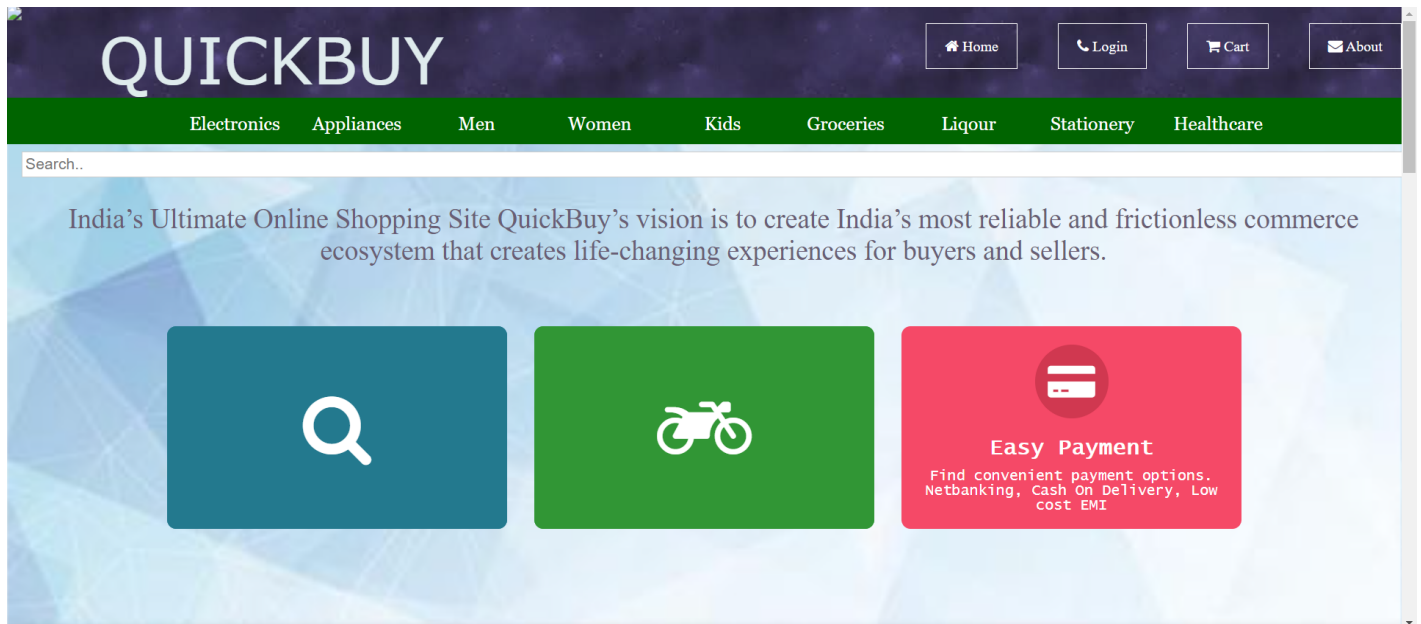 QUICKBUY
Home Login Cart About
Electronics Appliances Men Women Kids Groceries Liqour Stationery Healthcare
Search..
India’s Ultimate Online Shopping Site QuickBuy’s vision is to create India’s most reliable and frictionless commerce
ecosystem that creates life-changing experiences for buyers and sellers.
Easy Payment
Find convenient payment options.
Netbanking, Cash On Delivery, Low
cost EMI